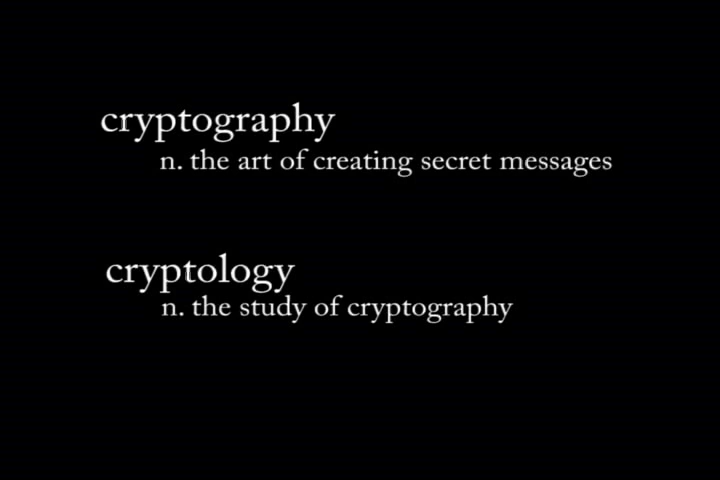 cryptography
n. the art of creating secret messages
cryptology
n. the study of cryptography